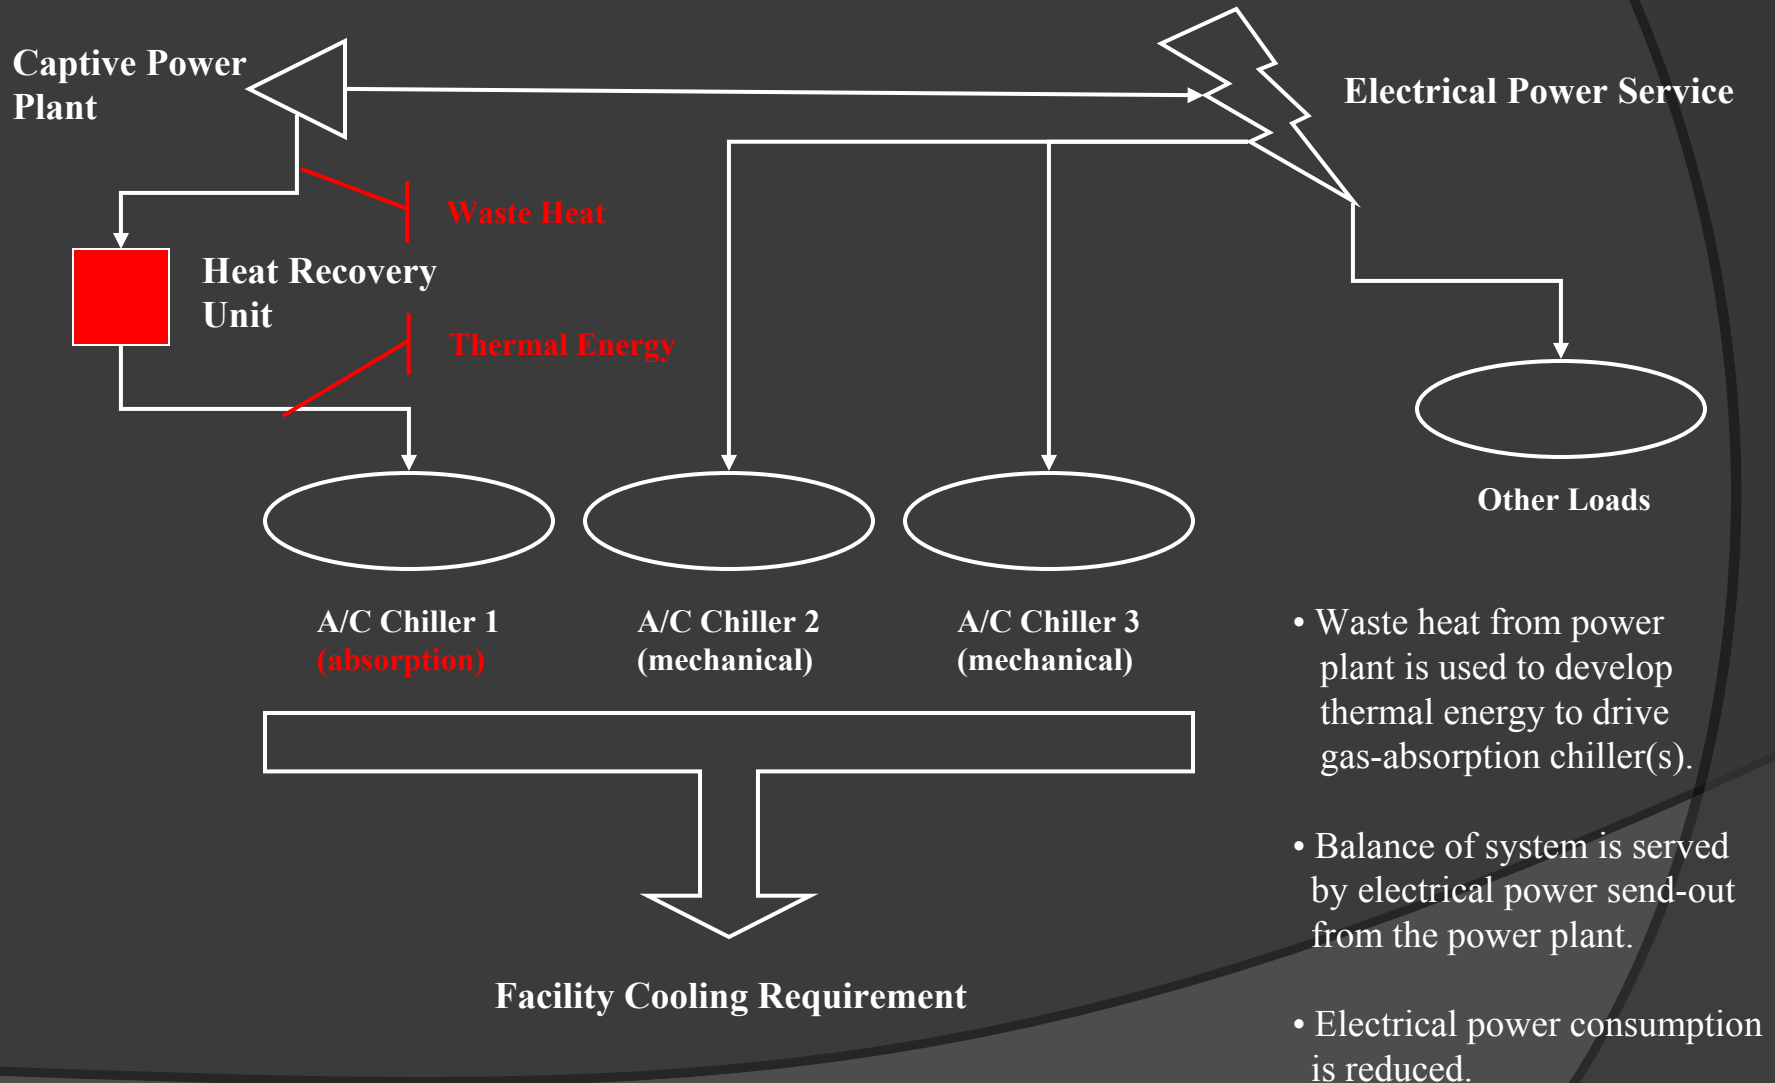 Captive Power
Plant
Electrical Power Service
Waste Heat
Heat Recovery
Unit
Thermal Energy
Other Loads
A/C Chiller 1
(absorption)
A/C Chiller 2
(mechanical)
A/C Chiller 3
(mechanical)
• Waste heat from power
plant is used to develop
thermal energy to drive
gas-absorption chiller(s).
• Balance of system is served
by electrical power send-out
from the power plant.
• Electrical power consumption
is reduced.
Facility Cooling Requirement